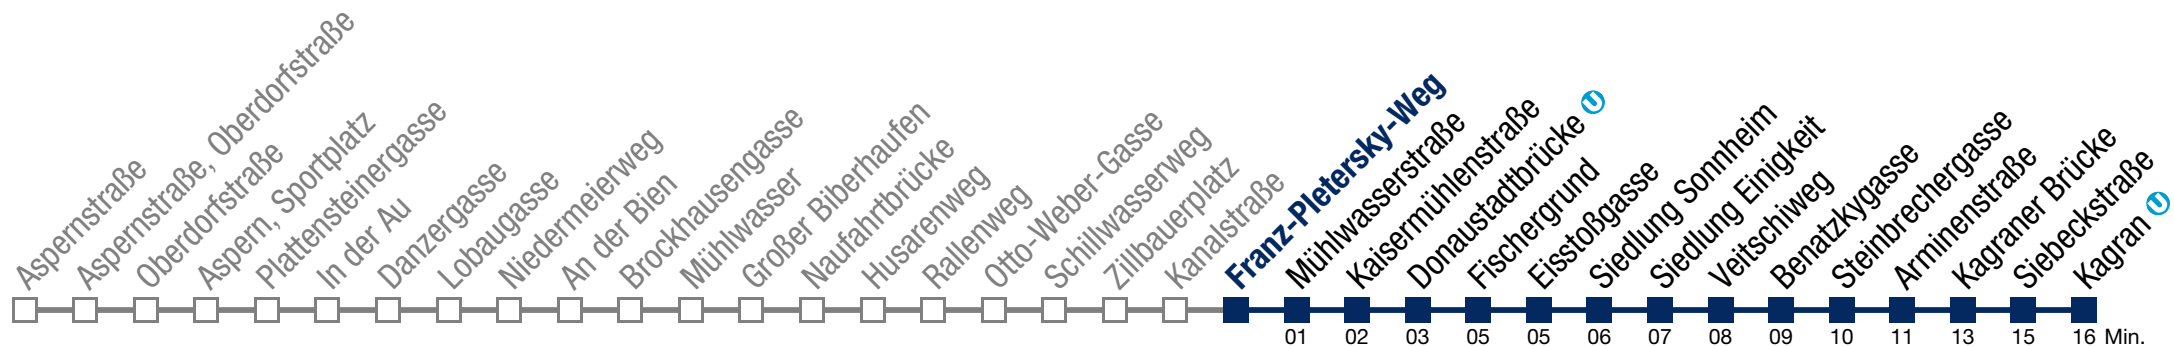 Aspernstraße
Aspernstraße, Oberdorfstraße
Oberdorfstraße
Aspern, Sportplatz
Plattensteinergasse
In der Au
Danzergasse
Lobaugasse
Niedermeierweg
An der Bien
Brockhausengasse
Mühlwasser
Großer Biberhaufen
Naufahrtbrücke
Husarenweg
Rallenweg
Otto-Weber-Gasse
Schillwasserweg
Zillbauerplatz
Kanalstraße
Franz-Pletersky-Weg
Mühlwasserstraße
Kaisermühlenstraße
Donaustadtbrücke U
Fischergrund
Eisstoßgasse
Siedlung Sonnheim
Siedlung Einigkeit
Veitschiweg
Benatzkygasse
Steinbrechergasse
Arminenstraße
Kagraner Brücke
Siebeckstraße
Kagran U
01 02 03 05 05 06 07 08 09 10 11 13 15 16 Min.